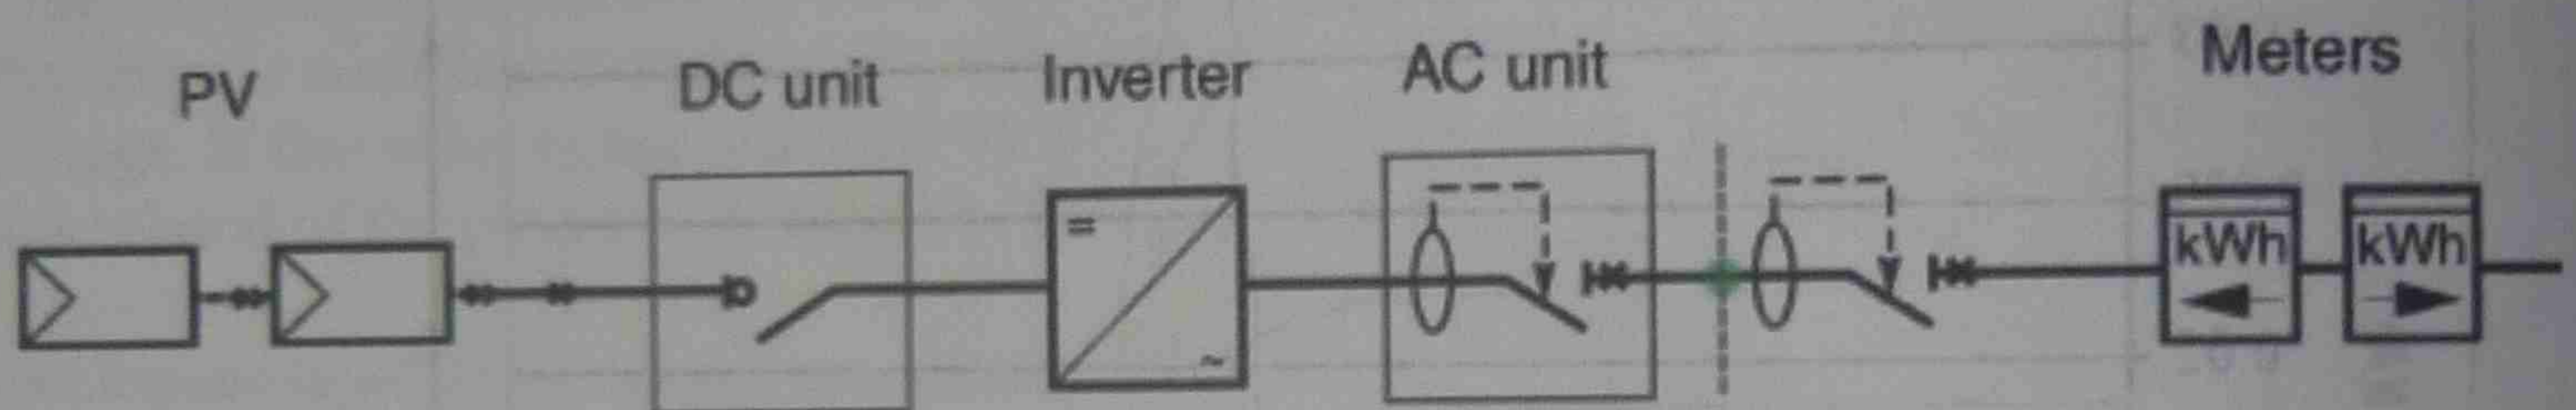 PV
DC unit
Inverter
AC unit
Meters
=
~
kWh
kWh